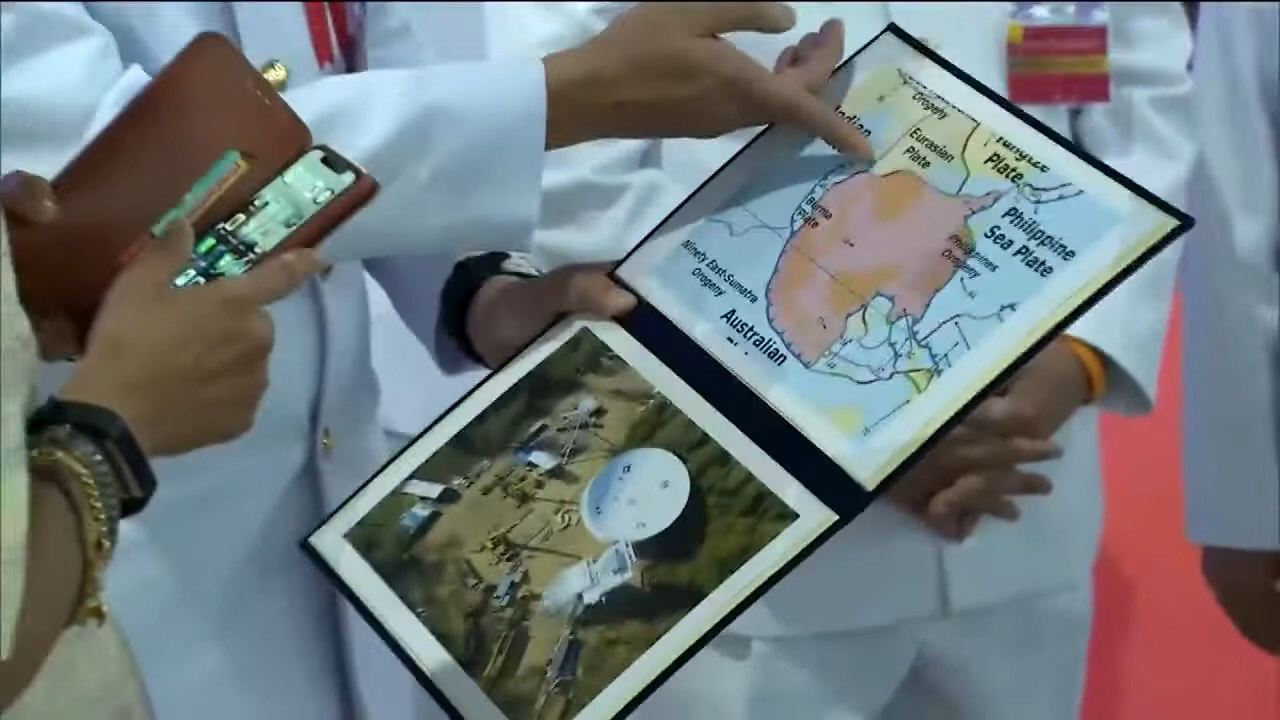 Orogeny
Indian
Eurasian
Plate
Plate
Burma
Plate
Philippine
Sea Plate
Philippines
Orogeny
Ninety East-Sumatra
Orogeny
Australian